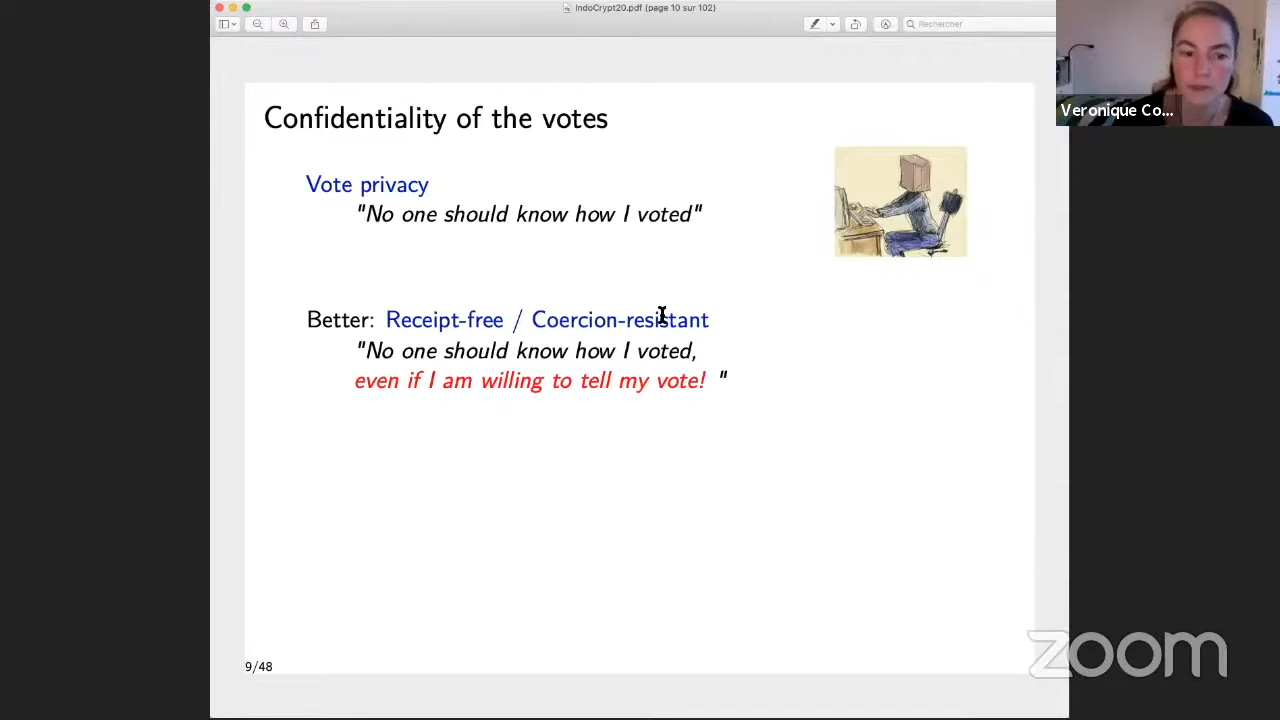 IndoCrypt20.pdf (page 10 sur 102)
Rechercher
Veronique Co...
Confidentiality of the votes
Vote privacy
"No one should know how I voted"
Better: Receipt-free / Coercion-resistant
"No one should know how I voted,
even if I am willing to tell my vote! "
9/48
zoom